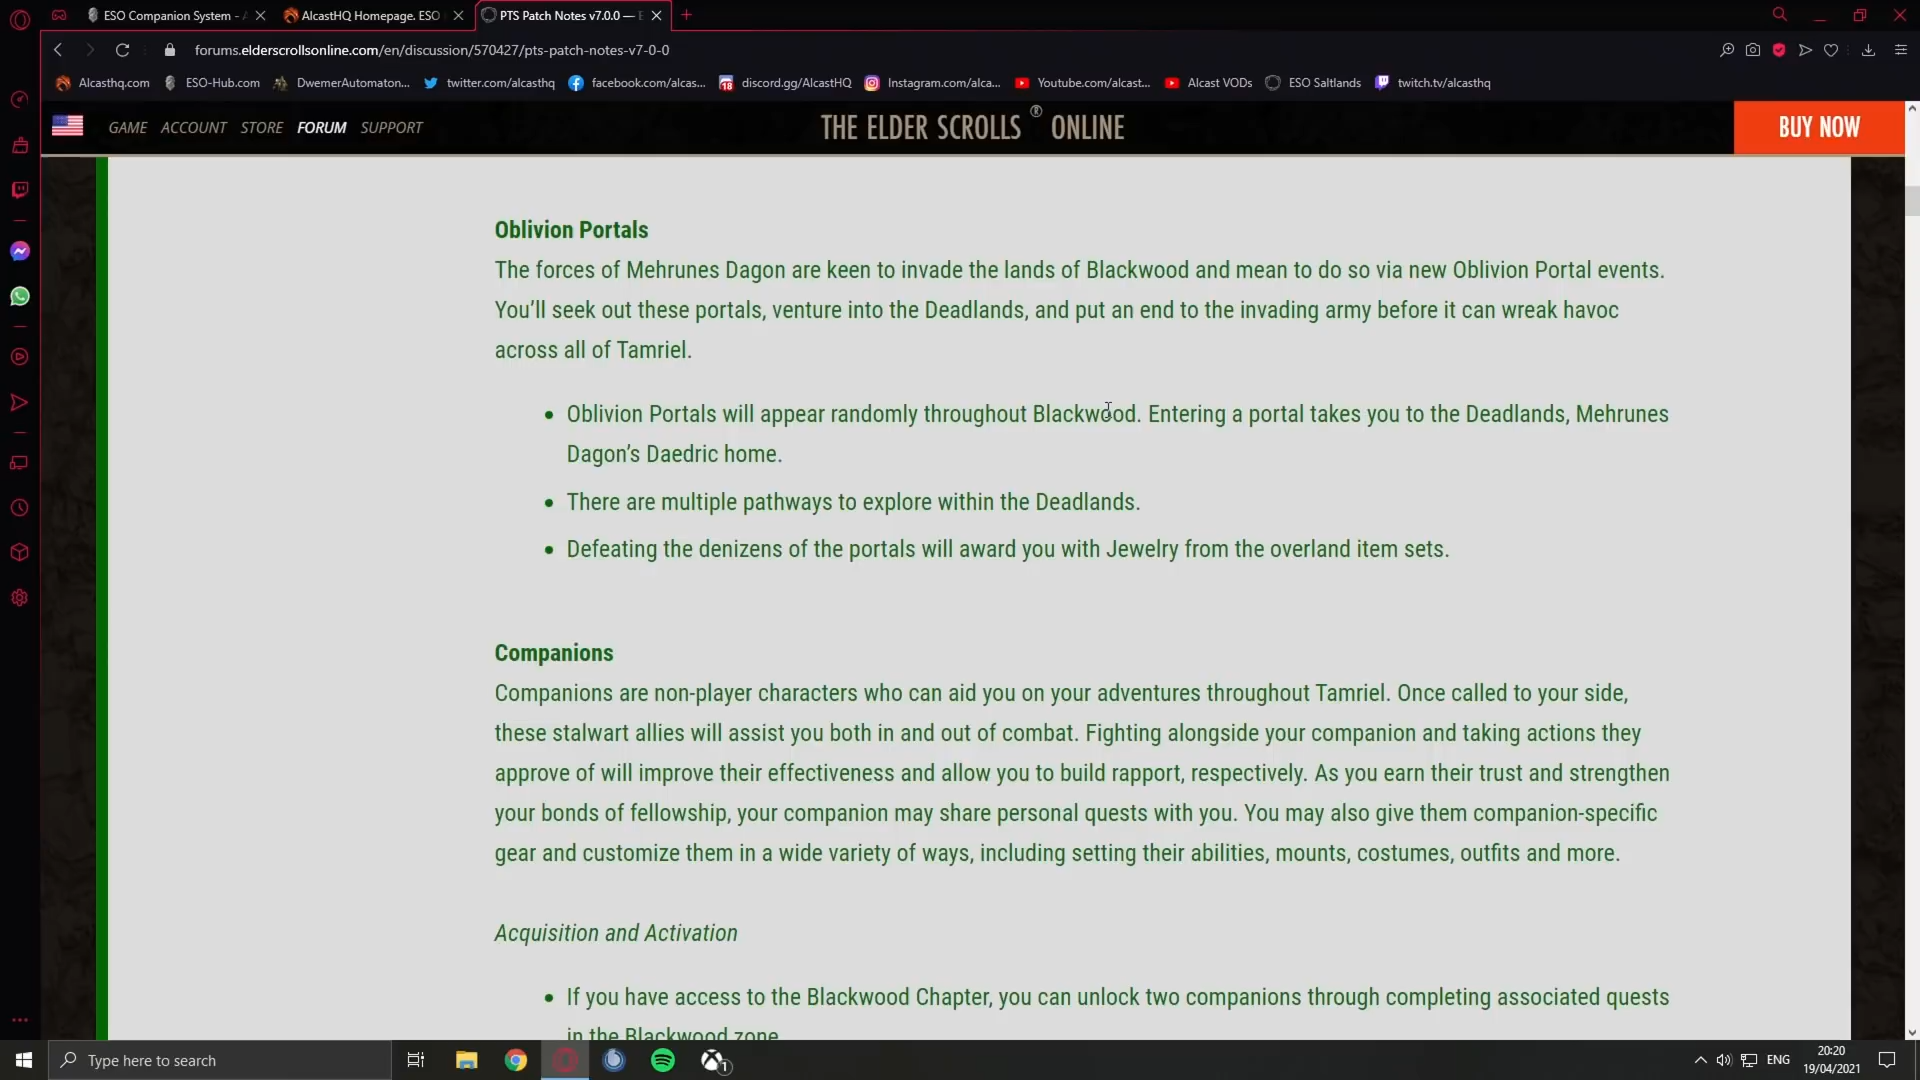 ESO Companion System - A
AlcastHQ Homepage. ESO
PTS Patch Notes v7.0.0 — E
forums.elderscrollsonline.com/en/discussion/570427/pts-patch-notes-v7-0-0
Alcasthq.com
ESO-Hub.com
DwemerAutomaton...
twitter.com/alcasthq
facebook.com/alcas...
18
discord.gg/AlcastHQ
Instagram.com/alca...
Youtube.com/alcast...
Alcast VODs
ESO Saltlands
twitch.tv/alcasthq
GAME ACCOUNT STORE FORUM SUPPORT
THE ELDER SCROLLS ® ONLINE
BUY NOW
Oblivion Portals
The forces of Mehrunes Dagon are keen to invade the lands of Blackwood and mean to do so via new Oblivion Portal events.
You’ll seek out these portals, venture into the Deadlands, and put an end to the invading army before it can wreak havoc
across all of Tamriel.
• Oblivion Portals will appear randomly throughout Blackwood. Entering a portal takes you to the Deadlands, Mehrunes
Dagon’s Daedric home.
• There are multiple pathways to explore within the Deadlands.
• Defeating the denizens of the portals will award you with Jewelry from the overland item sets.
Companions
Companions are non-player characters who can aid you on your adventures throughout Tamriel. Once called to your side,
these stalwart allies will assist you both in and out of combat. Fighting alongside your companion and taking actions they
approve of will improve their effectiveness and allow you to build rapport, respectively. As you earn their trust and strengthen
your bonds of fellowship, your companion may share personal quests with you. You may also give them companion-specific
gear and customize them in a wide variety of ways, including setting their abilities, mounts, costumes, outfits and more.
Acquisition and Activation
• If you have access to the Blackwood Chapter, you can unlock two companions through completing associated quests
in the Blackwood zone
Type here to search
1
ENG
20:20
19/04/2021